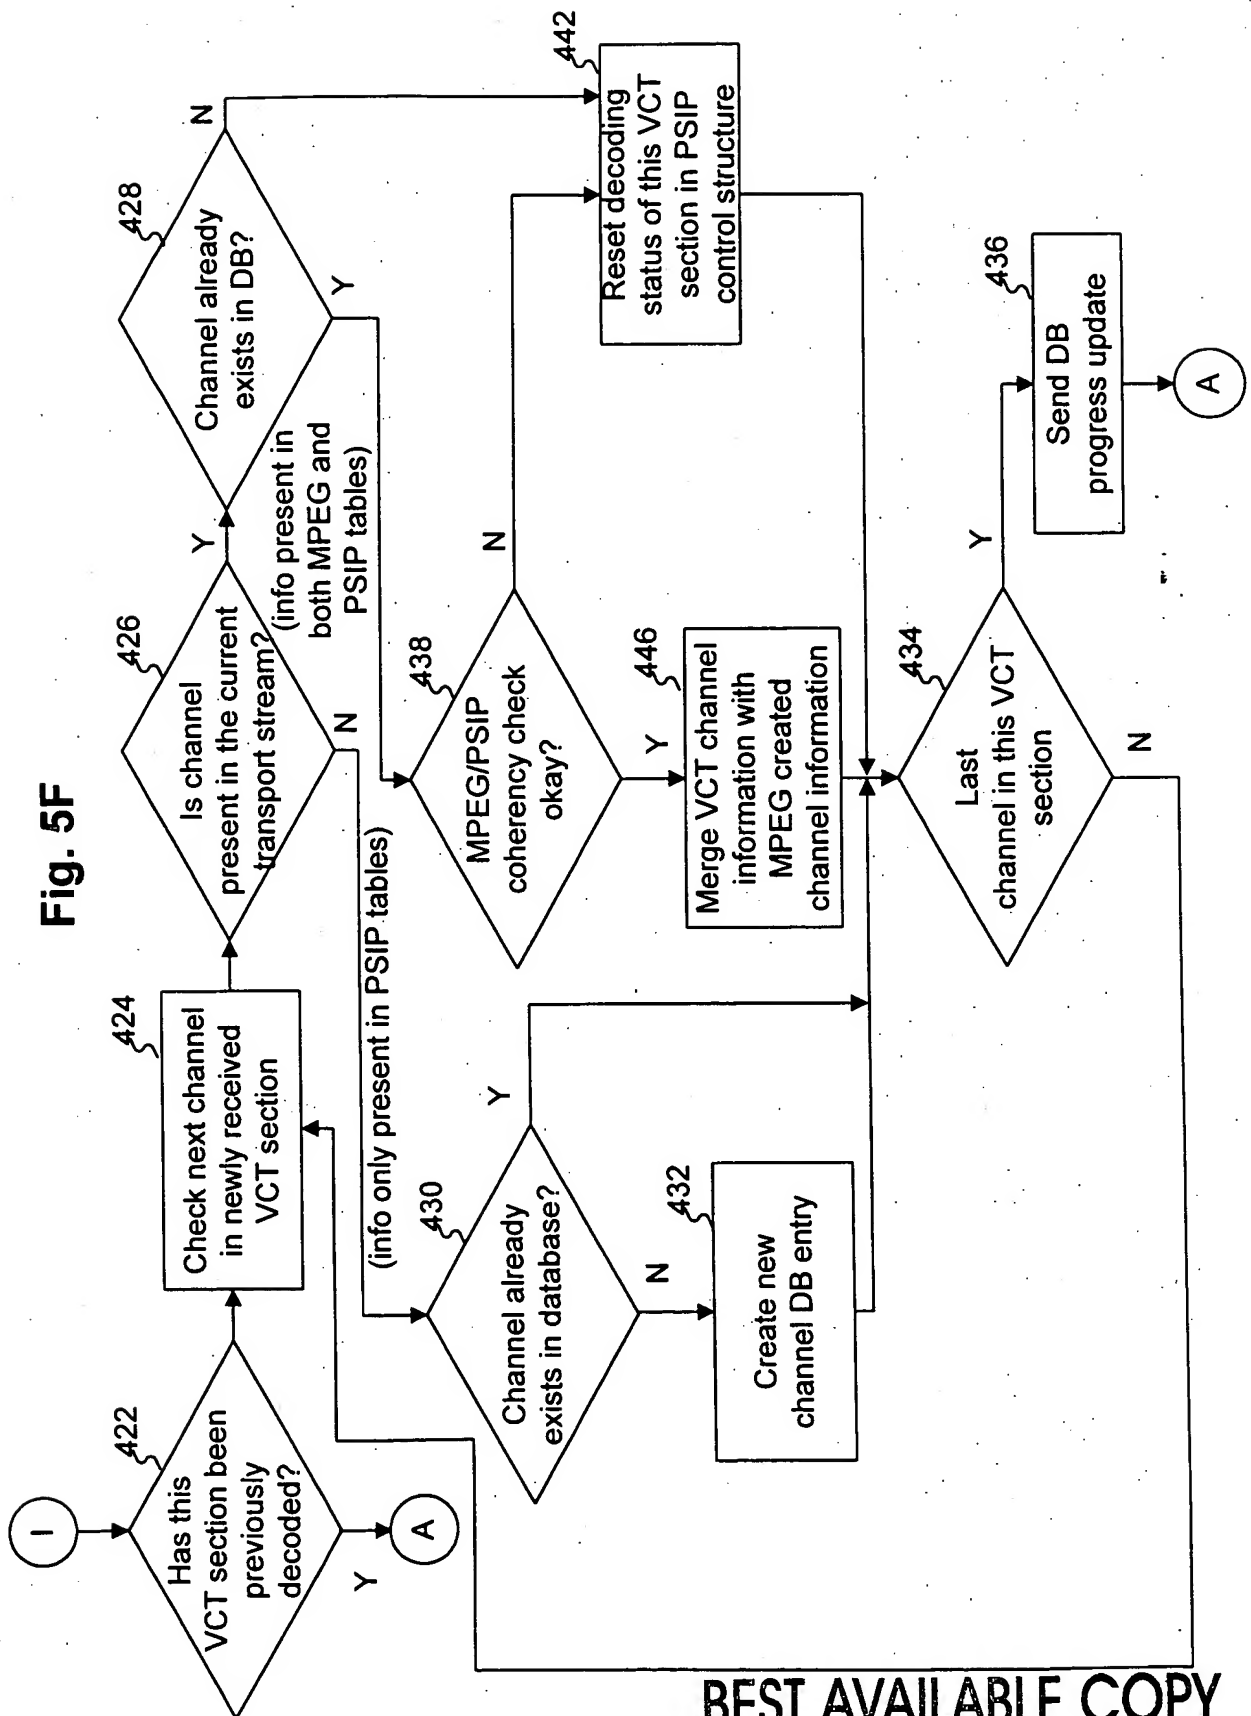 Fig. 5F
I
422
Has this
VCT section been
previously
decoded?
Y
A
424
Check next channel
in newly received
VCT section
426
Is channel
present in the current
transport stream?
Y
N
428
Channel already
exists in DB?
N
Y
(info present in
both MPEG and
PSIP tables)
(info only present in PSIP tables)
430
Channel already
exists in database?
Y
N
432
Create new
channel DB entry
438
MPEG/PSIP
coherency check
okay?
N
Y
446
Merge VCT channel
information with
MPEG created
channel information
442
Reset decoding
status of this VCT
section in PSIP
control structure
434
Last
channel in this VCT
section
Y
N
436
Send DB
progress update
A
BEST AVAILABLE COPY